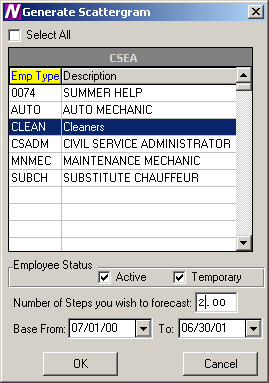 Generate Scattergram
Select All
CSEA
Emp Type Description
0074 SUMMER HELP
AUTO AUTO MECHANIC
CLEAN Cleaners
CSADM CIVIL SERVICE ADMINISTRATOR
MNMEC MAINTENANCE MECHANIC
SUBCH SUBSTITUTE CHAUFFEUR
Employee Status
Active Temporary
Number of Steps you wish to forecast: 2.00
Base From: 07/01/00 To: 06/30/01
OK Cancel